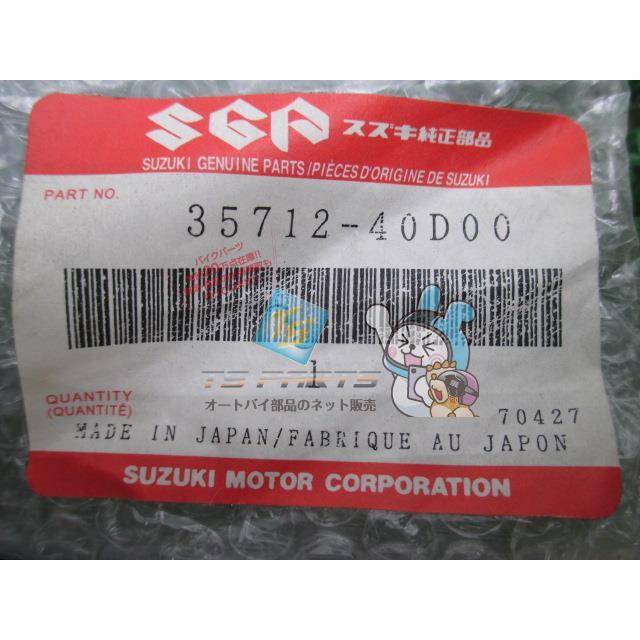 SGP スズキ純正部品
SUZUKI GENUINE PARTS/PIÈCES D'ORIGINE DE SUZUKI
PART NO.
35712-40D00
バイクパーツ
TS
TS PARTS
オートバイ部品のネット販売
1
QUANTITY
(QUANTITÉ)
70427
MADE IN JAPAN/FABRIQUE AU JAPON
SUZUKI MOTOR CORPORATION